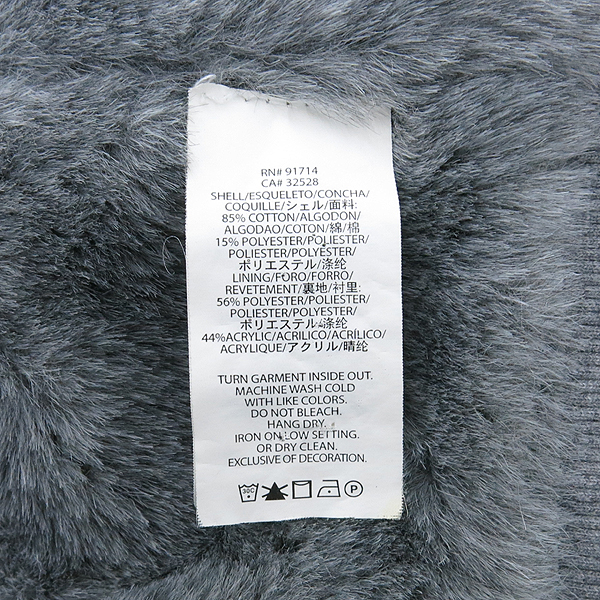 RN# 91714
CA# 32528
SHELL/ESQUELETO/CONCHA/
COQUILLE/シェル/面料:
85% COTTON/ALGODON/
ALGODAO/COTON/綿/棉
15% POLYESTER/POLIESTER/
POLIESTER/POLYESTER/
ポリエステル/涤纶
LINING/FORO/FORRO/
REVETEMENT/裏地/衬里:
56% POLYESTER/POLIESTER/
POLIESTER/POLYESTER/
ポリエステル/涤纶
44%ACRYLIC/ACRILICO/ACRÍLICO/
ACRYLIQUE/アクリル/晴纶
TURN GARMENT INSIDE OUT.
MACHINE WASH COLD
WITH LIKE COLORS.
DO NOT BLEACH.
HANG DRY.
IRON ON LOW SETTING.
OR DRY CLEAN.
EXCLUSIVE OF DECORATION.
30C P